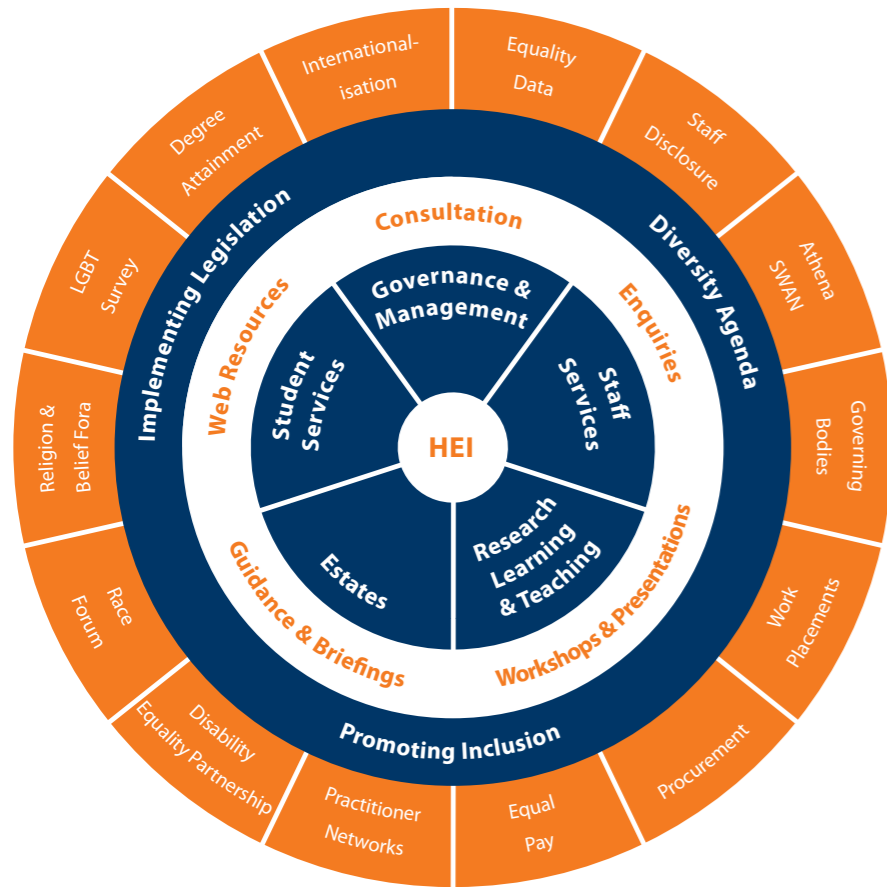 International-
isation
Equality
Data
Staff
Disclosure
Athena
SWAN
Governing
Bodies
Work
Placements
Procurement
Equal
Pay
Practitioner
Networks
Disability
Equality Partnership
Race
Forum
Religion &
Belief Fora
LGBT
Survey
Degree
Attainment
Implementing Legislation
Diversity Agenda
Promoting Inclusion
Consultation
Enquiries
Workshops & Presentations
Guidance & Briefings
Web Resources
Governance &
Management
Staff
Services
Research
Learning
& Teaching
Estates
Student
Services
HEI